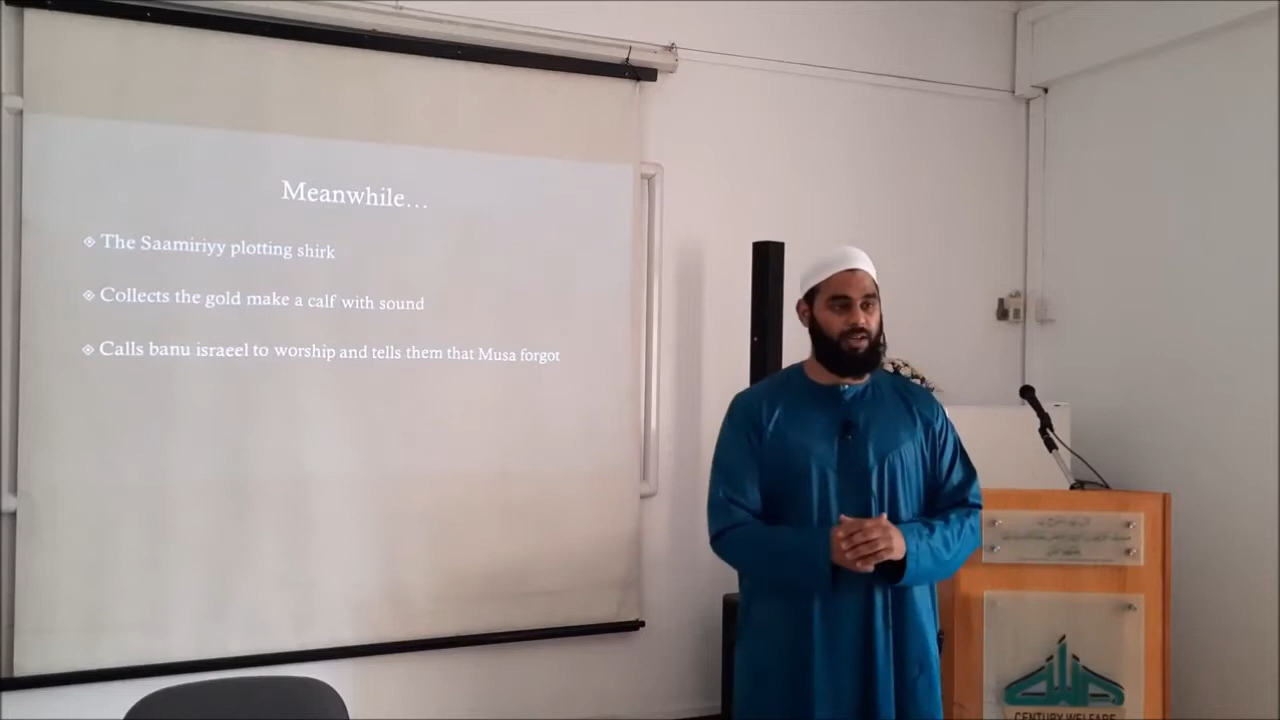 Meanwhile…
The Saamiriyy plotting shirk
Collects the gold make a calf with sound
Calls banu israeel to worship and tells them that Musa forgot
CENTURY WELFARE